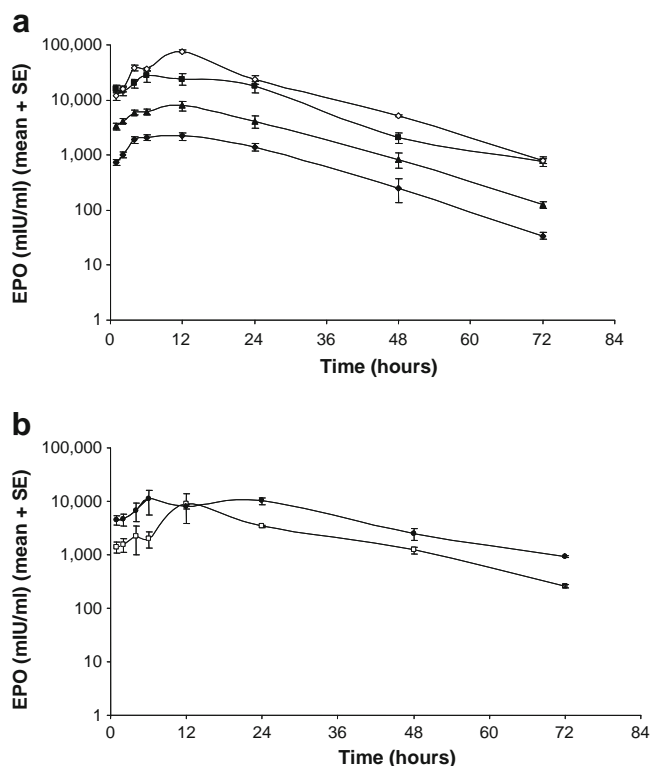 a
100,000
10,000
1,000
100
10
1
EPO (mIU/ml) (mean + SE)
0 12 24 36 48 60 72 84
Time (hours)
b
100,000
10,000
1,000
100
10
1
EPO (mIU/ml) (mean + SE)
0 12 24 36 48 60 72 84
Time (hours)